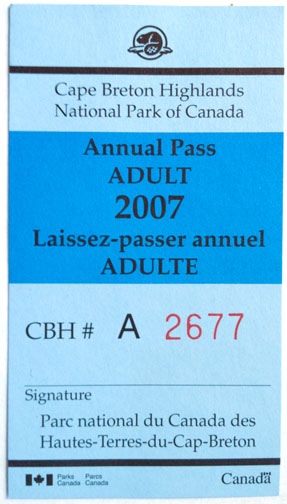 Cape Breton Highlands
National Park of Canada
Annual Pass
ADULT
2007
Laissez-passer annuel
ADULTE
CBH # A 2677
Signature
Parc national du Canada des
Hautes-Terres-du-Cap-Breton
Parks Parcs
Canada Canada
Canada